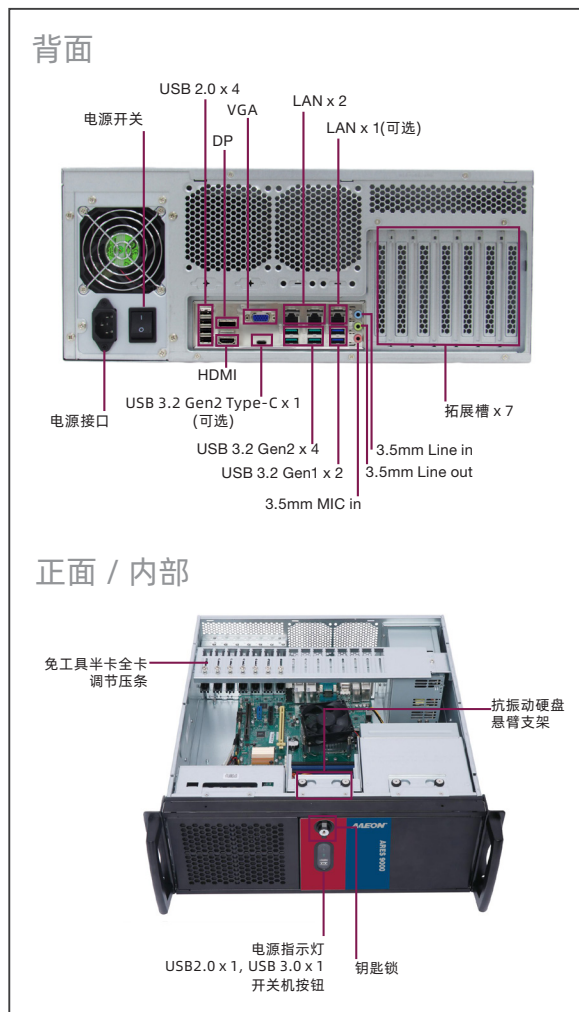 背面
USB 2.0 x 4
VGA
LAN x 2
电源开关
DP
LAN x 1(可选)
HDMI
USB 3.2 Gen2 Type-C x 1
(可选)
电源接口
拓展槽 x 7
USB 3.2 Gen2 x 4
3.5mm Line in
USB 3.2 Gen1 x 2
3.5mm Line out
3.5mm MIC in
正面 / 内部
免工具半卡全卡
调节压条
抗振动硬盘
悬臂支架
AAEON
ARES 9000
电源指示灯
USB2.0 x 1, USB 3.0 x 1
开关机按钮
钥匙锁